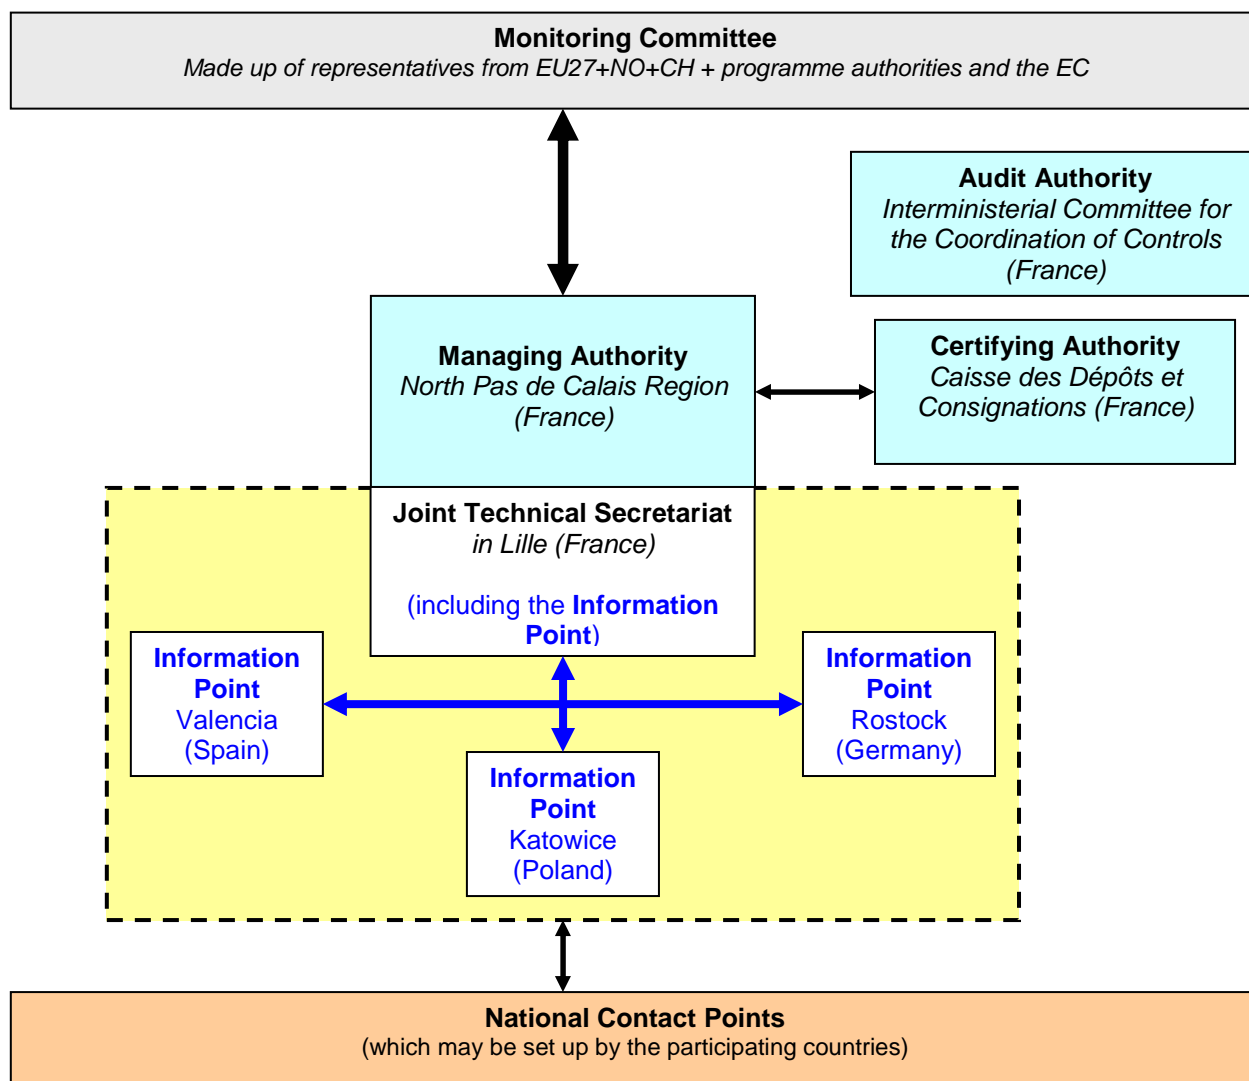 Monitoring Committee
Made up of representatives from EU27+NO+CH + programme authorities and the EC
Audit Authority
Interministerial Committee for
the Coordination of Controls
(France)
Managing Authority
North Pas de Calais Region
(France)
Certifying Authority
Caisse des Dépôts et
Consignations (France)
Joint Technical Secretariat
in Lille (France)
(including the Information
Point)
Information
Point
Valencia
(Spain)
Information
Point
Rostock
(Germany)
Information
Point
Katowice
(Poland)
National Contact Points
(which may be set up by the participating countries)